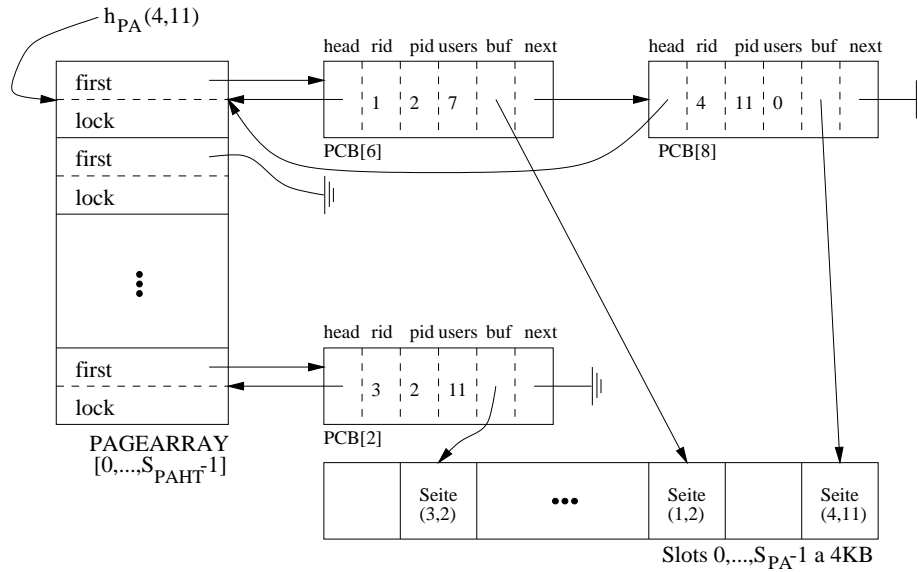 h_PA(4,11)
head rid pid users buf next
head rid pid users buf next
first
lock
1 2 7
4 11 0
PCB[6]
PCB[8]
first
lock
head rid pid users buf next
first
lock
3 2 11
PCB[2]
PAGEARRAY
[0,...,S_PAHT-1]
Seite
(3,2)
Seite
(1,2)
Seite
(4,11)
Slots 0,...,S_PA-1 a 4KB